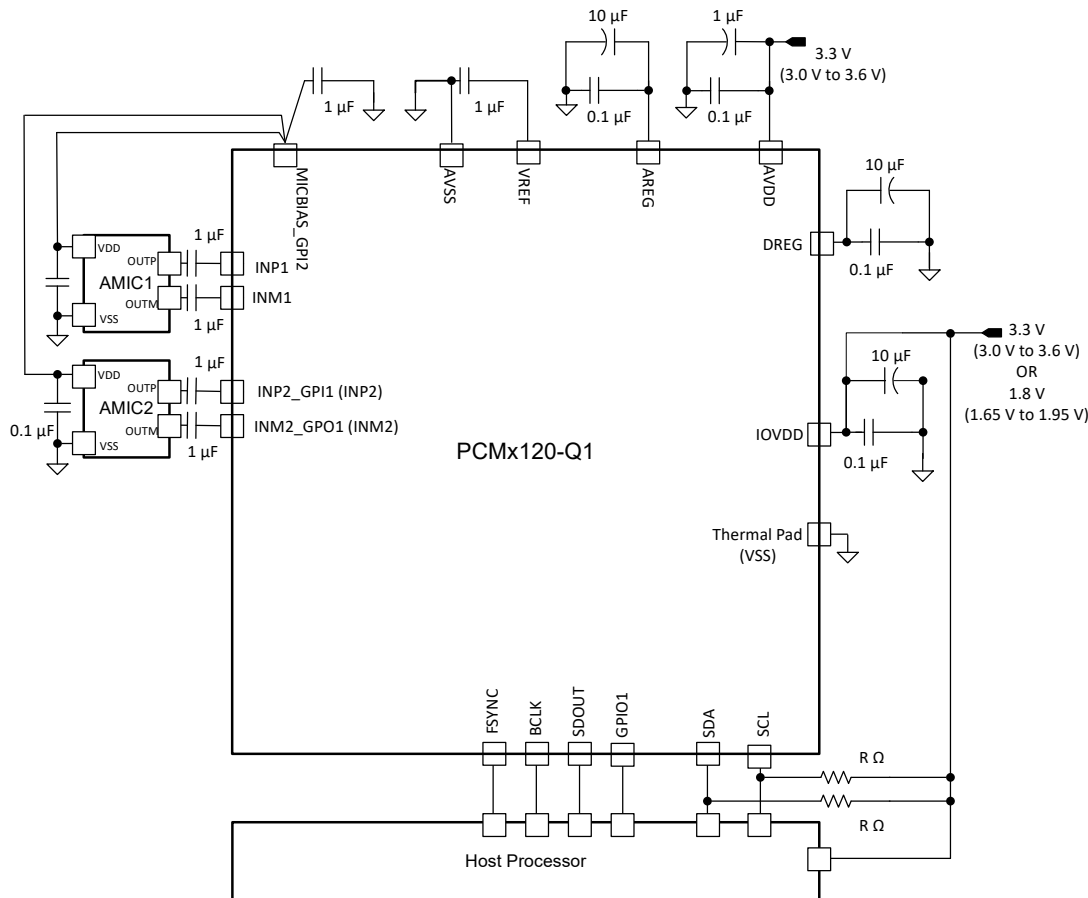 10 µF
1 µF
3.3 V
(3.0 V to 3.6 V)
1 µF
1 µF
0.1 µF
0.1 µF
MICBIAS_GPI2
AVSS
VREF
AREG
AVDD
10 µF
DREG
0.1 µF
1 µF
VDD
OUTP
AMIC1
OUTM
VSS
INP1
INM1
1 µF
3.3 V
(3.0 V to 3.6 V)
OR
1.8 V
(1.65 V to 1.95 V)
10 µF
IOVDD
0.1 µF
1 µF
VDD
OUTP
AMIC2
OUTM
VSS
0.1 µF
INP2_GPI1 (INP2)
INM2_GPO1 (INM2)
1 µF
PCMx120-Q1
Thermal Pad
(VSS)
FSYNC
BCLK
SDOUT
GPIO1
SDA
SCL
R Ω
R Ω
Host Processor